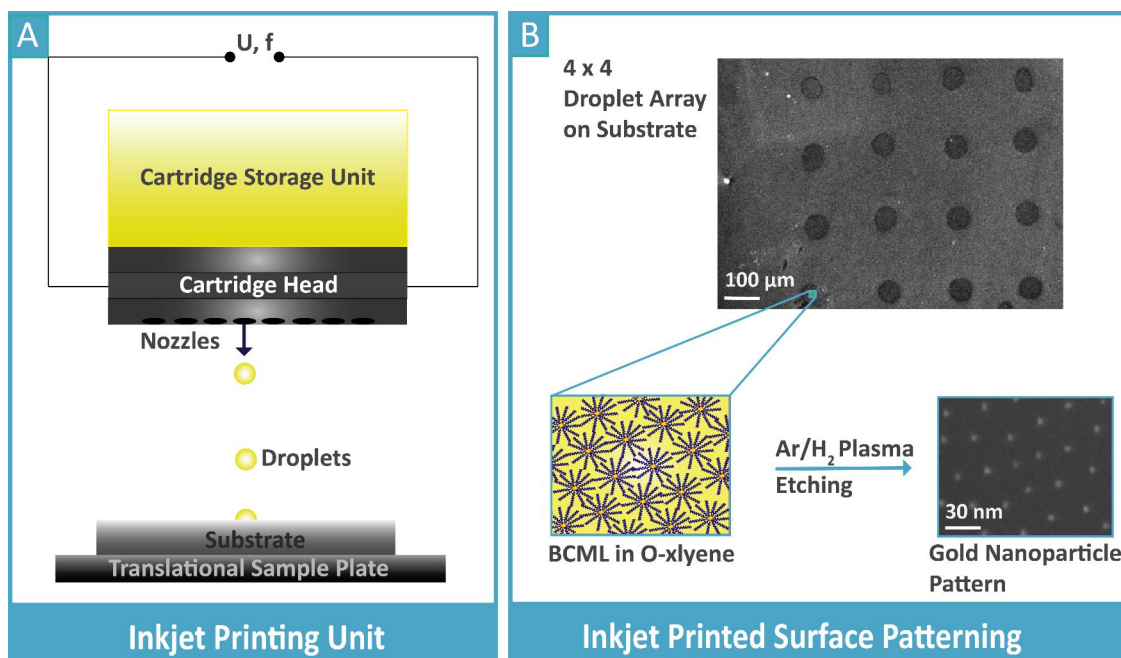 A
U, f
Cartridge Storage Unit
Cartridge Head
Nozzles
Droplets
Substrate
Translational Sample Plate
Inkjet Printing Unit
B
4 x 4
Droplet Array
on Substrate
100 µm
BCML in O-xlyene
Ar/H₂ Plasma
Etching
30 nm
Gold Nanoparticle
Pattern
Inkjet Printed Surface Patterning